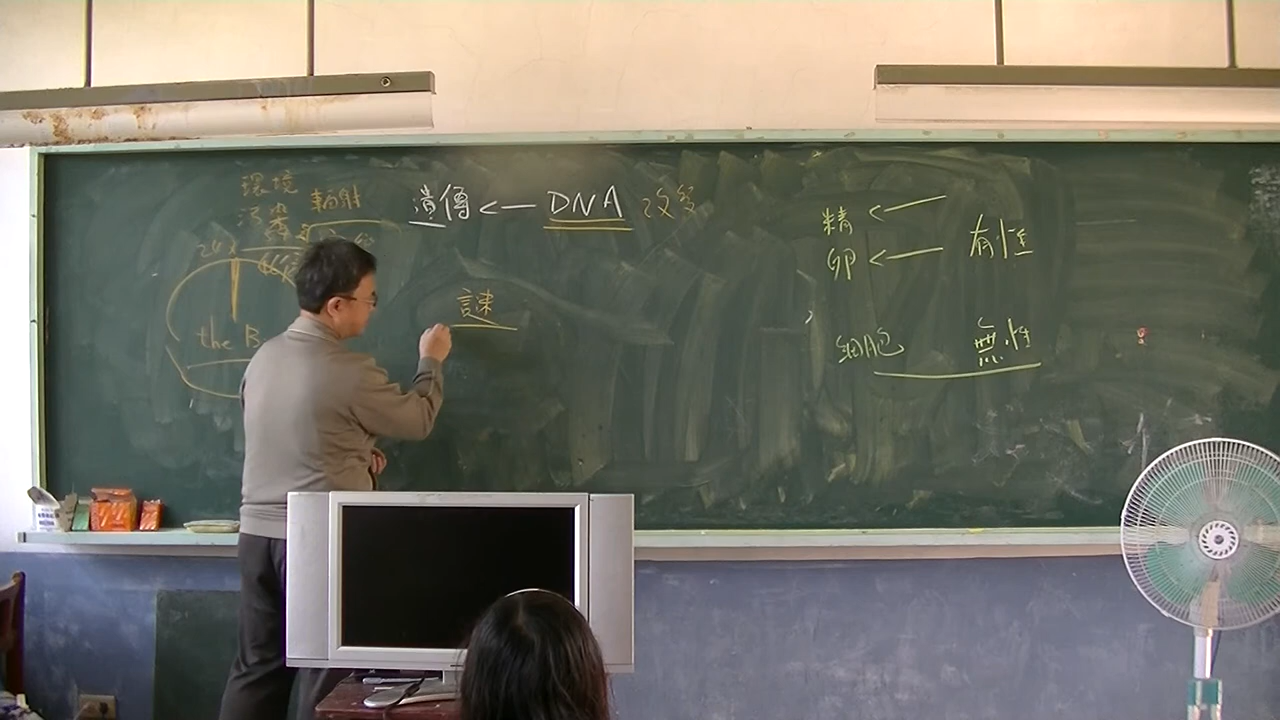 環境
污染
輻射
the B
遺傳 ← DNA 改變
諫
精 ←
卵 ←
有性
細胞 無性